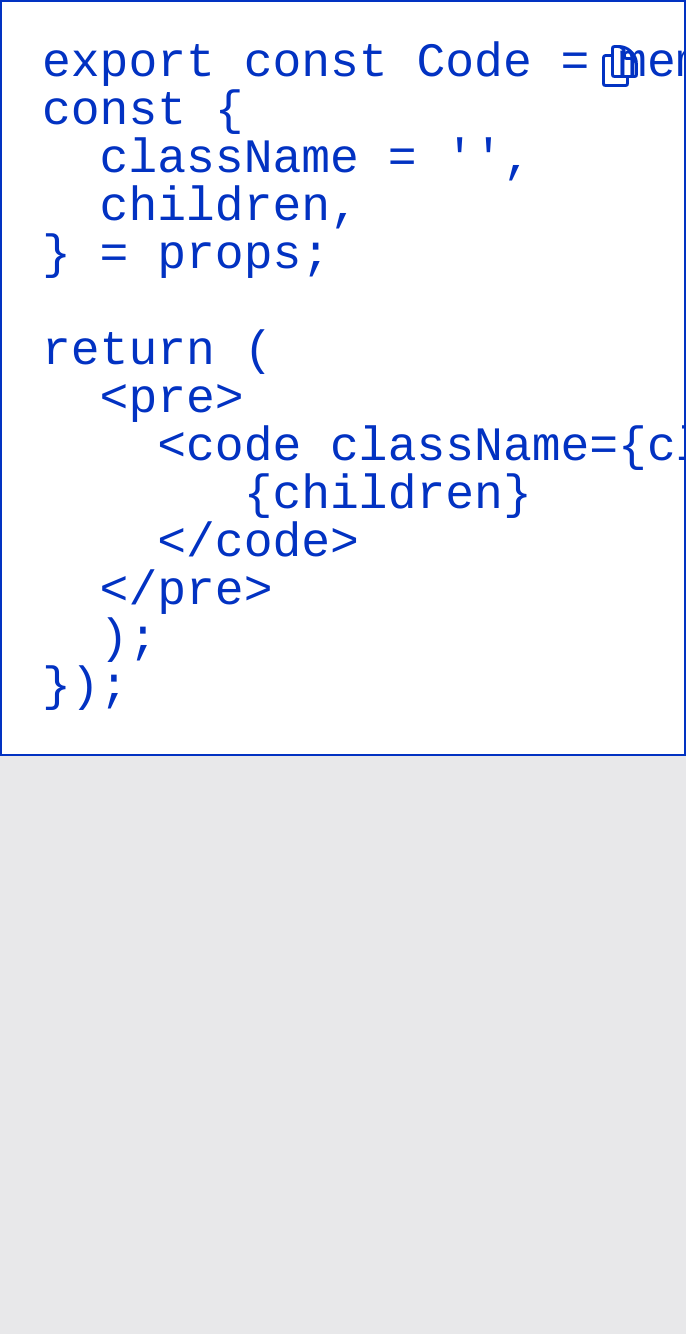 export const Code = mem
const {
  className = '',
  children,
} = props;

return (
  <pre>
    <code className={cl
       {children}
    </code>
  </pre>
  );
});